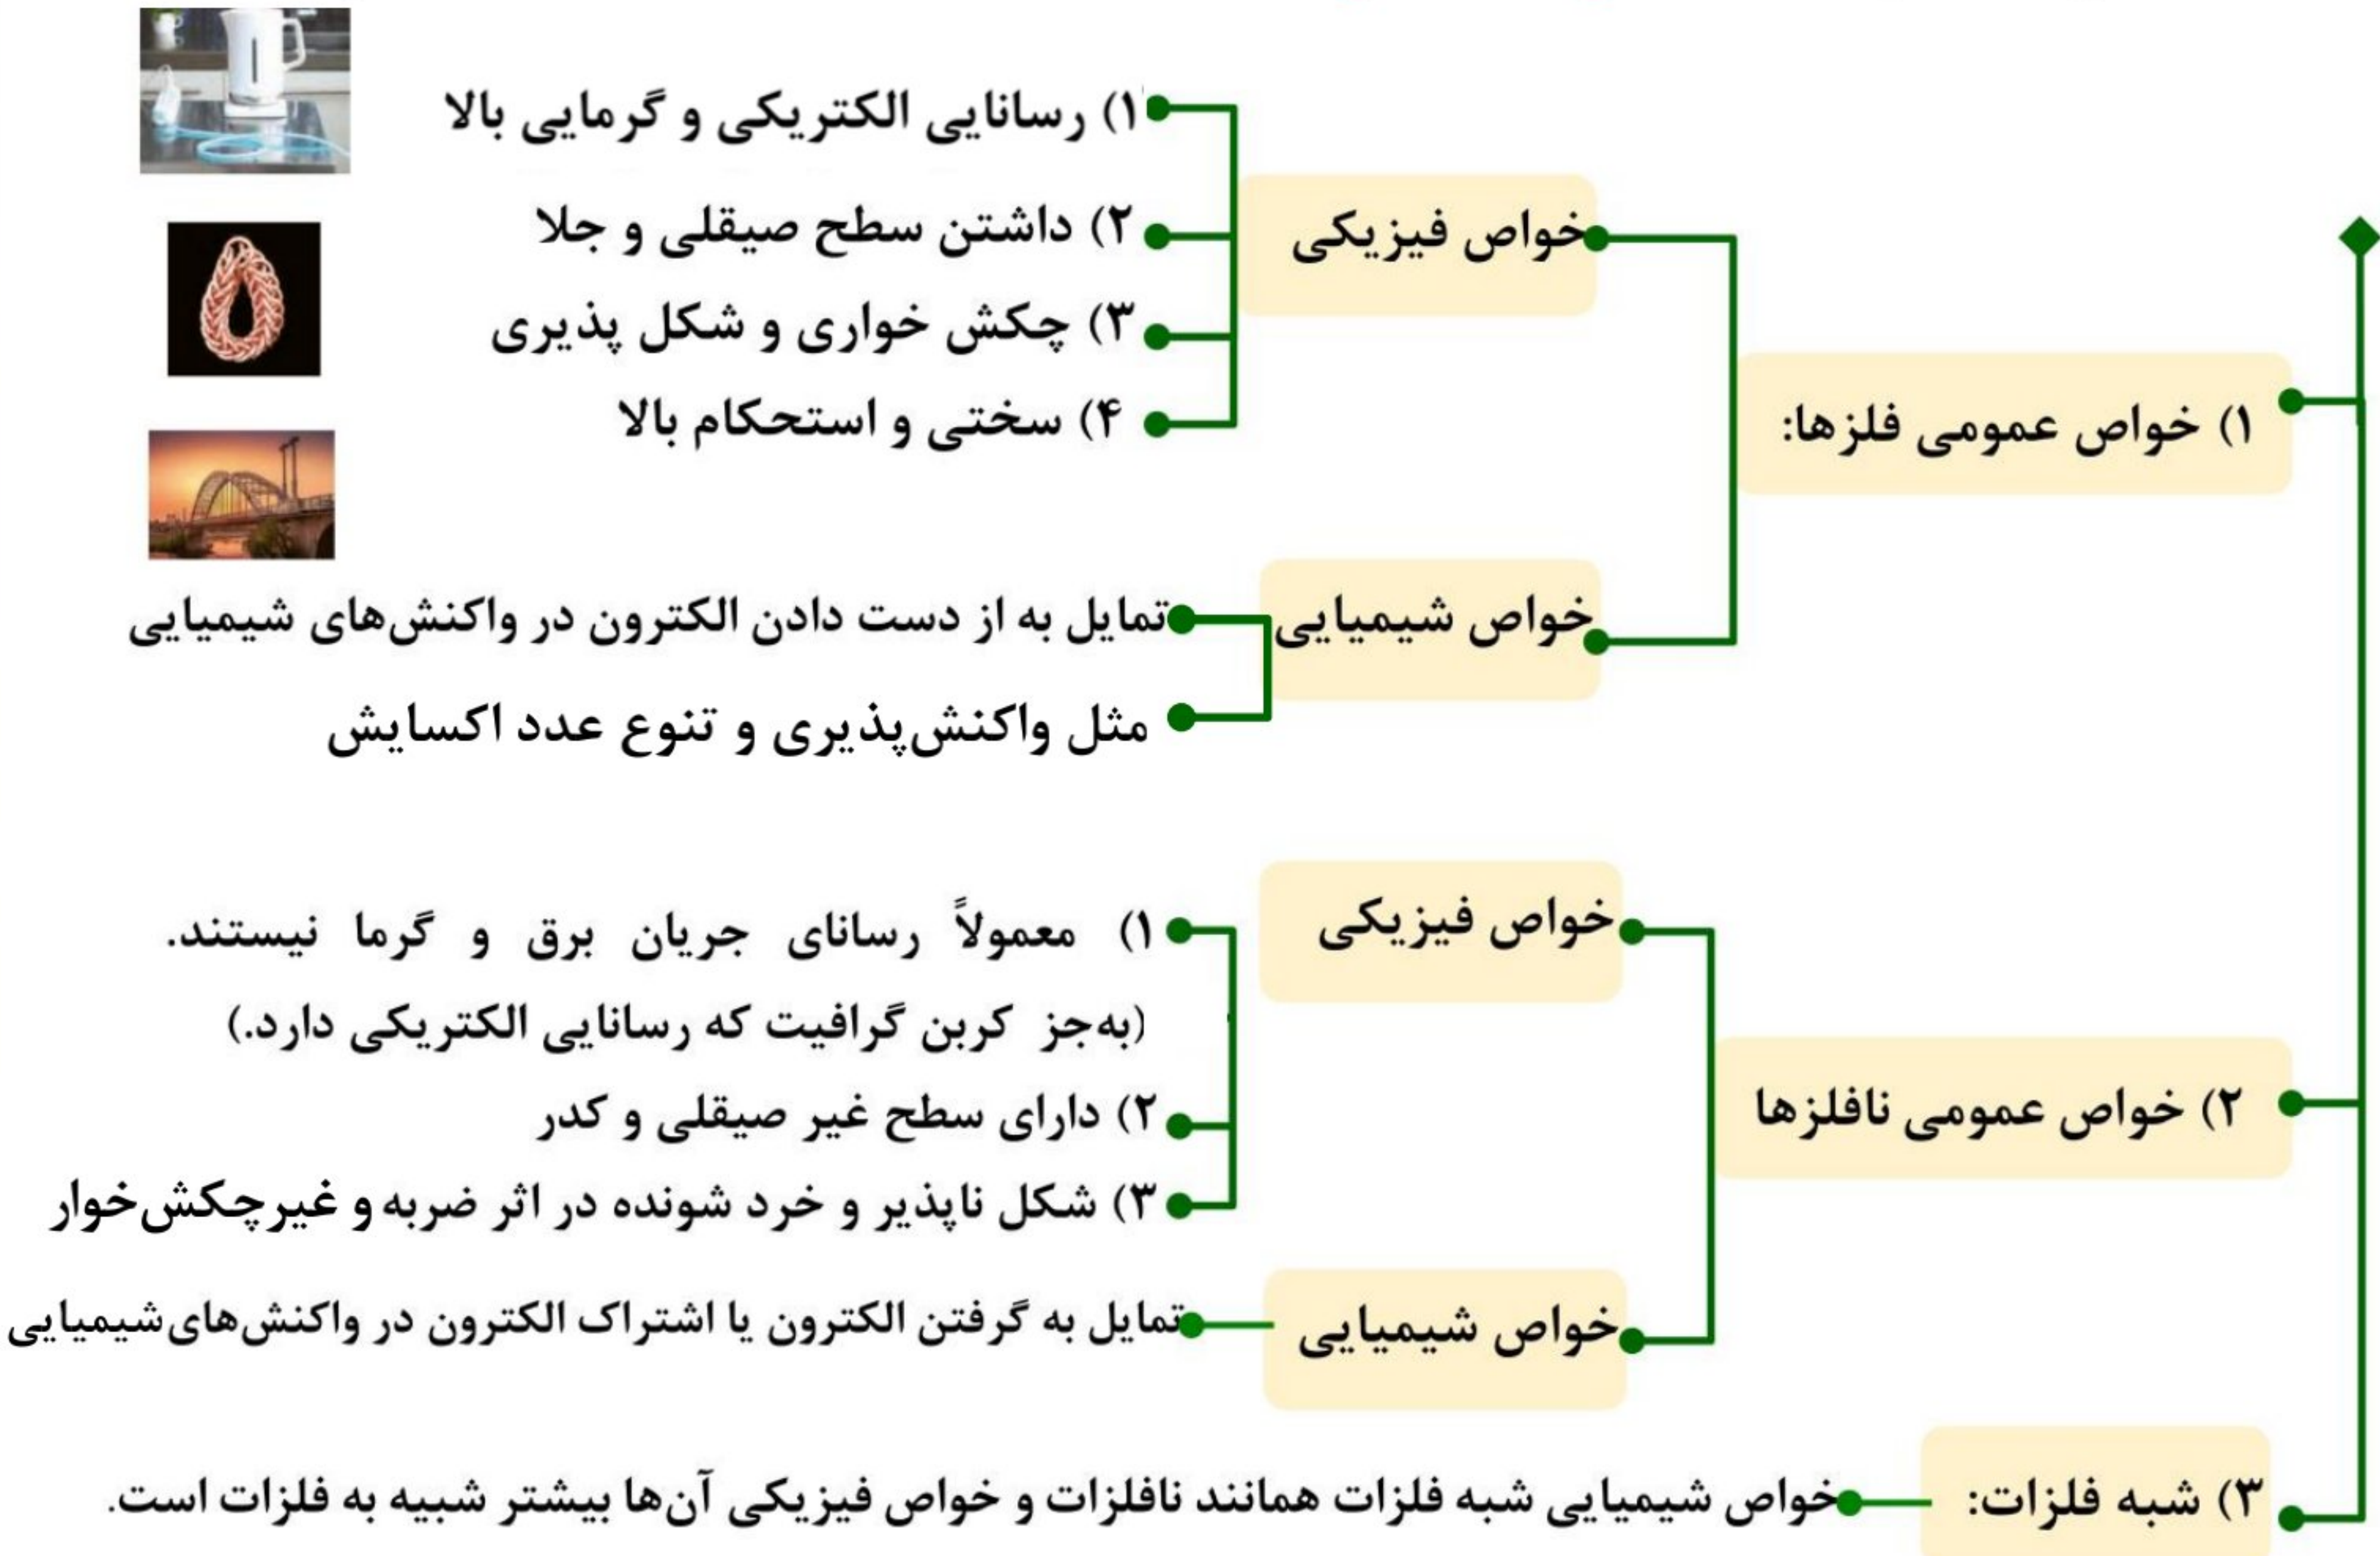 ۱) خواص عمومی فلزها:
خواص فیزیکی
۱) رسانایی الکتریکی و گرمایی بالا
۲) داشتن سطح صیقلی و جلا
۳) چکش خواری و شکل پذیری
۴) سختی و استحکام بالا
خواص شیمیایی
تمایل به از دست دادن الکترون در واکنش‌های شیمیایی
مثل واکنش‌پذیری و تنوع عدد اکسایش
۲) خواص عمومی نافلزها
خواص فیزیکی
۱) معمولاً رسانای جریان برق و گرما نیستند.
(به‌جز کربن گرافیت که رسانایی الکتریکی دارد.)
۲) دارای سطح غیر صیقلی و کدر
۳) شکل ناپذیر و خرد شونده در اثر ضربه و غیرچکش‌خوار
خواص شیمیایی
تمایل به گرفتن الکترون یا اشتراک الکترون در واکنش‌های شیمیایی
۳) شبه فلزات:
خواص شیمیایی شبه فلزات همانند نافلزات و خواص فیزیکی آن‌ها بیشتر شبیه به فلزات است.